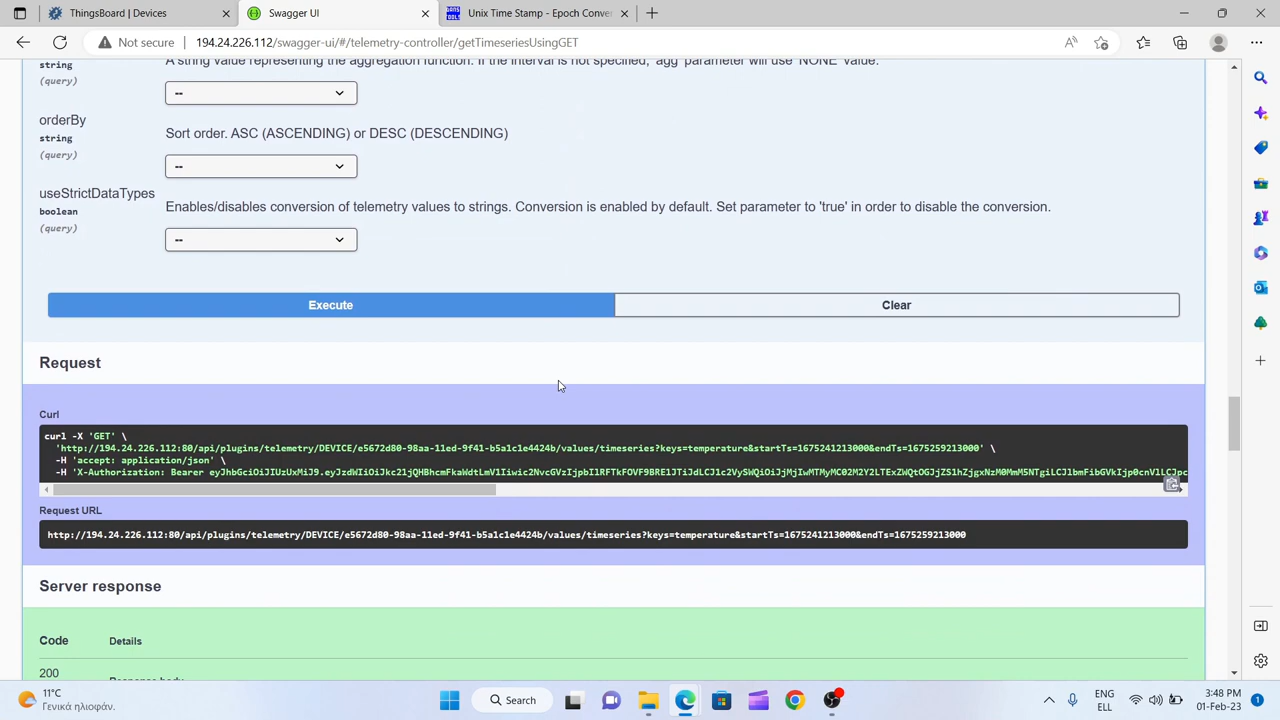 ThingsBoard | Devices
Swagger UI
Unix Time Stamp - Epoch Conver
Not secure
194.24.226.112/swagger-ui/#/telemetry-controller/getTimeseriesUsingGET
string
A string value representing the aggregation function. If the interval is not specified, 'agg' parameter will use 'NONE' value.
(query)
--
orderBy
string
Sort order. ASC (ASCENDING) or DESC (DESCENDING)
(query)
--
useStrictDataTypes
boolean
Enables/disables conversion of telemetry values to strings. Conversion is enabled by default. Set parameter to 'true' in order to disable the conversion.
(query)
--
Execute
Clear
Request
Curl
curl -X 'GET' \
'http://194.24.226.112:80/api/plugins/telemetry/DEVICE/e5672d80-98aa-11ed-9f41-b5a1c1e4424b/values/timeseries?keys=temperature&startTs=1675241213000&endTs=1675259213000' \
-H 'accept: application/json' \
-H 'X-Authorization: Bearer
Request URL
http://194.24.226.112:80/api/plugins/telemetry/DEVICE/e5672d80-98aa-11ed-9f41-b5a1c1e4424b/values/timeseries?keys=temperature&startTs=1675241213000&endTs=1675259213000
Server response
Code
Details
200
Response body
11°C
Γενικά ηλιοφάν.
Search
ENG
ΕΛΛ
3:48 PM
01-Feb-23
1